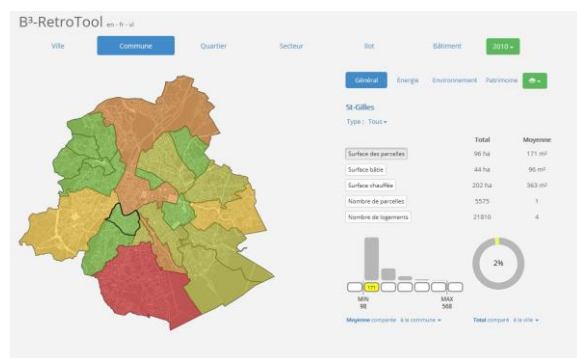 B³-RetroTool en - fr - nl
Ville Commune Quartier Secteur Ilot Bâtiment 2010
Général Energie Environnement Patrimoine
St-Gilles
Type : Tous
Total Moyenne
Surface des parcelles 96 ha 171 m²
Surface bâtie 44 ha 96 m²
Surface chauffée 202 ha 363 m²
Nombre de parcelles 5575 1
Nombre de logements 21810 4
2%
171
MIN MAX
98 568
Moyenne comparée à la commune Total comparé à la ville